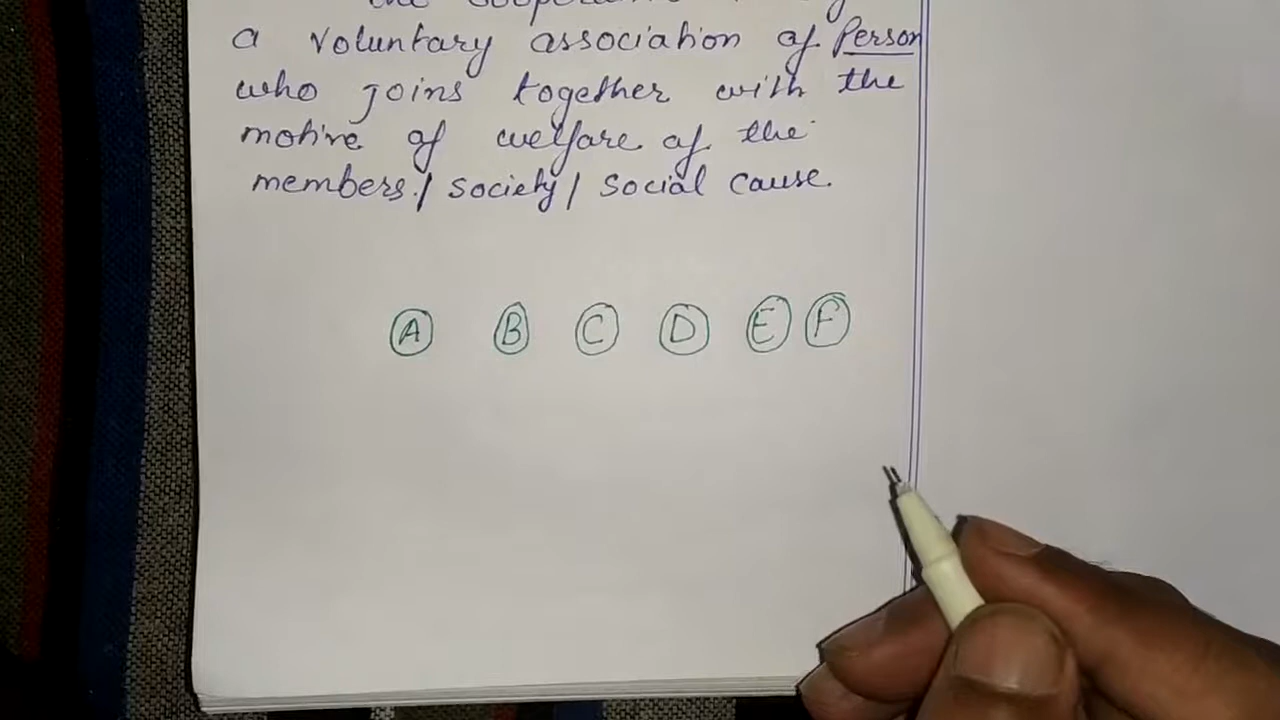 a voluntary association of Person
who joins together with the
motive of welfare of the
members./ society/ social cause.
A B C D E F